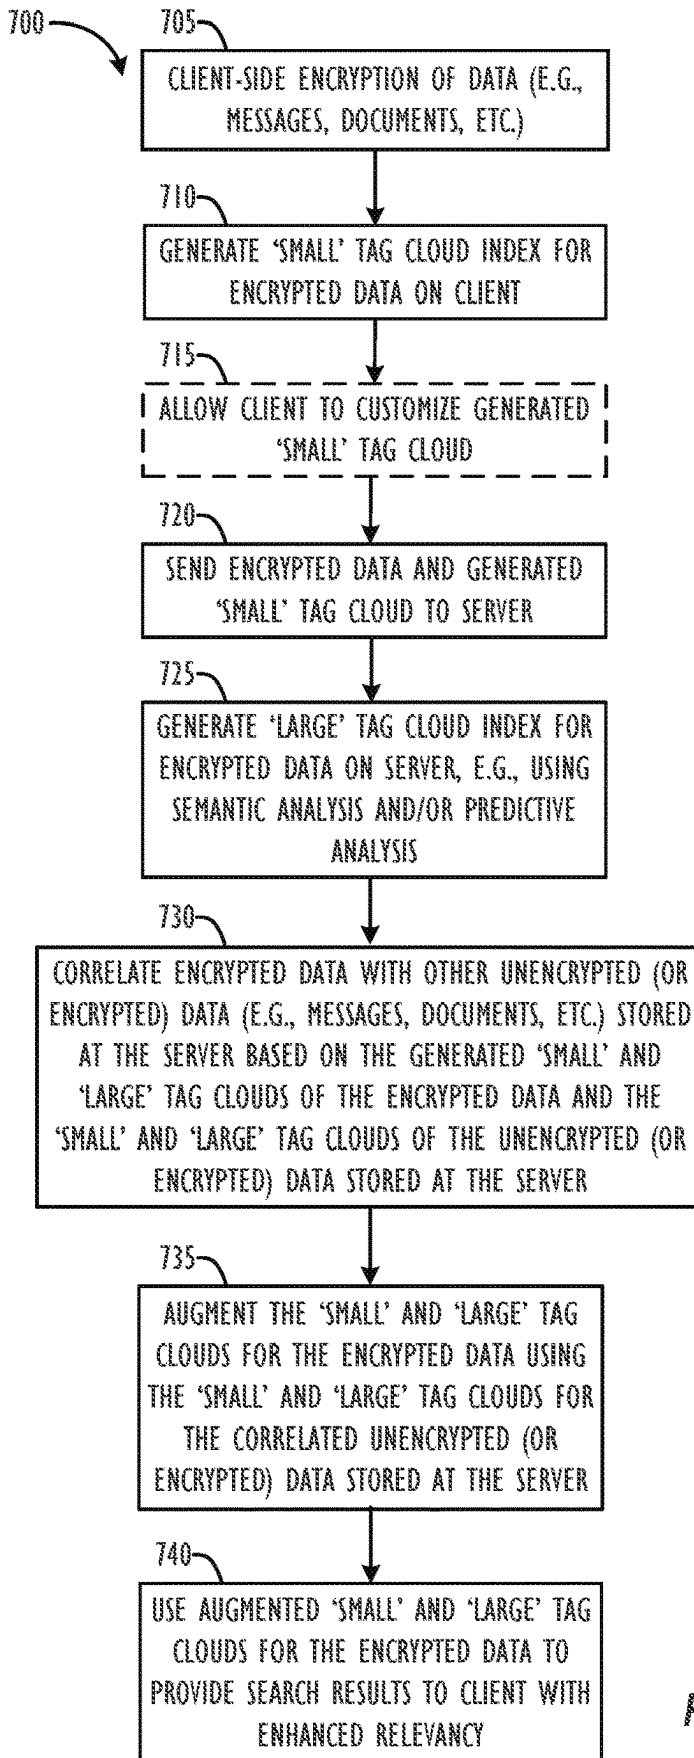 700
705
CLIENT-SIDE ENCRYPTION OF DATA (E.G.,
MESSAGES, DOCUMENTS, ETC.)
710
GENERATE ‘SMALL’ TAG CLOUD INDEX FOR
ENCRYPTED DATA ON CLIENT
715
ALLOW CLIENT TO CUSTOMIZE GENERATED
‘SMALL’ TAG CLOUD
720
SEND ENCRYPTED DATA AND GENERATED
‘SMALL’ TAG CLOUD TO SERVER
725
GENERATE ‘LARGE’ TAG CLOUD INDEX FOR
ENCRYPTED DATA ON SERVER, E.G., USING
SEMANTIC ANALYSIS AND/OR PREDICTIVE
ANALYSIS
730
CORRELATE ENCRYPTED DATA WITH OTHER UNENCRYPTED (OR
ENCRYPTED) DATA (E.G., MESSAGES, DOCUMENTS, ETC.) STORED
AT THE SERVER BASED ON THE GENERATED ‘SMALL’ AND
‘LARGE’ TAG CLOUDS OF THE ENCRYPTED DATA AND THE
‘SMALL’ AND ‘LARGE’ TAG CLOUDS OF THE UNENCRYPTED (OR
ENCRYPTED) DATA STORED AT THE SERVER
735
AUGMENT THE ‘SMALL’ AND ‘LARGE’ TAG
CLOUDS FOR THE ENCRYPTED DATA USING
THE ‘SMALL’ AND ‘LARGE’ TAG CLOUDS FOR
THE CORRELATED UNENCRYPTED (OR
ENCRYPTED) DATA STORED AT THE SERVER
740
USE AUGMENTED ‘SMALL’ AND ‘LARGE’ TAG
CLOUDS FOR THE ENCRYPTED DATA TO
PROVIDE SEARCH RESULTS TO CLIENT WITH
ENHANCED RELEVANCY